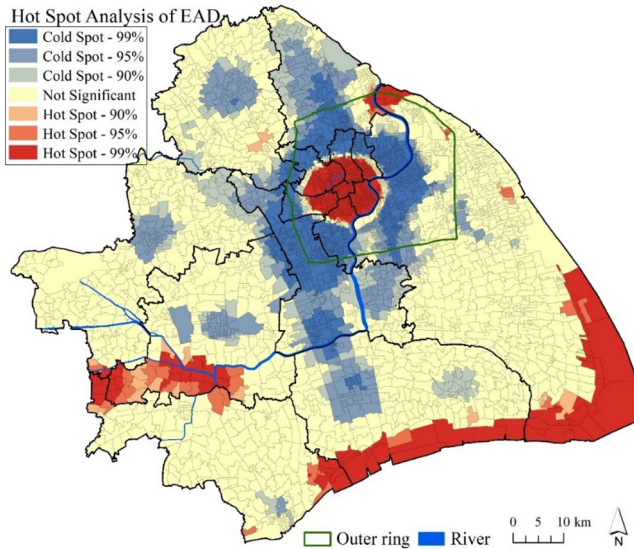 Hot Spot Analysis of EAD
Cold Spot - 99%
Cold Spot - 95%
Cold Spot - 90%
Not Significant
Hot Spot - 90%
Hot Spot - 95%
Hot Spot - 99%
Outer ring
River
0 5 10 km
N